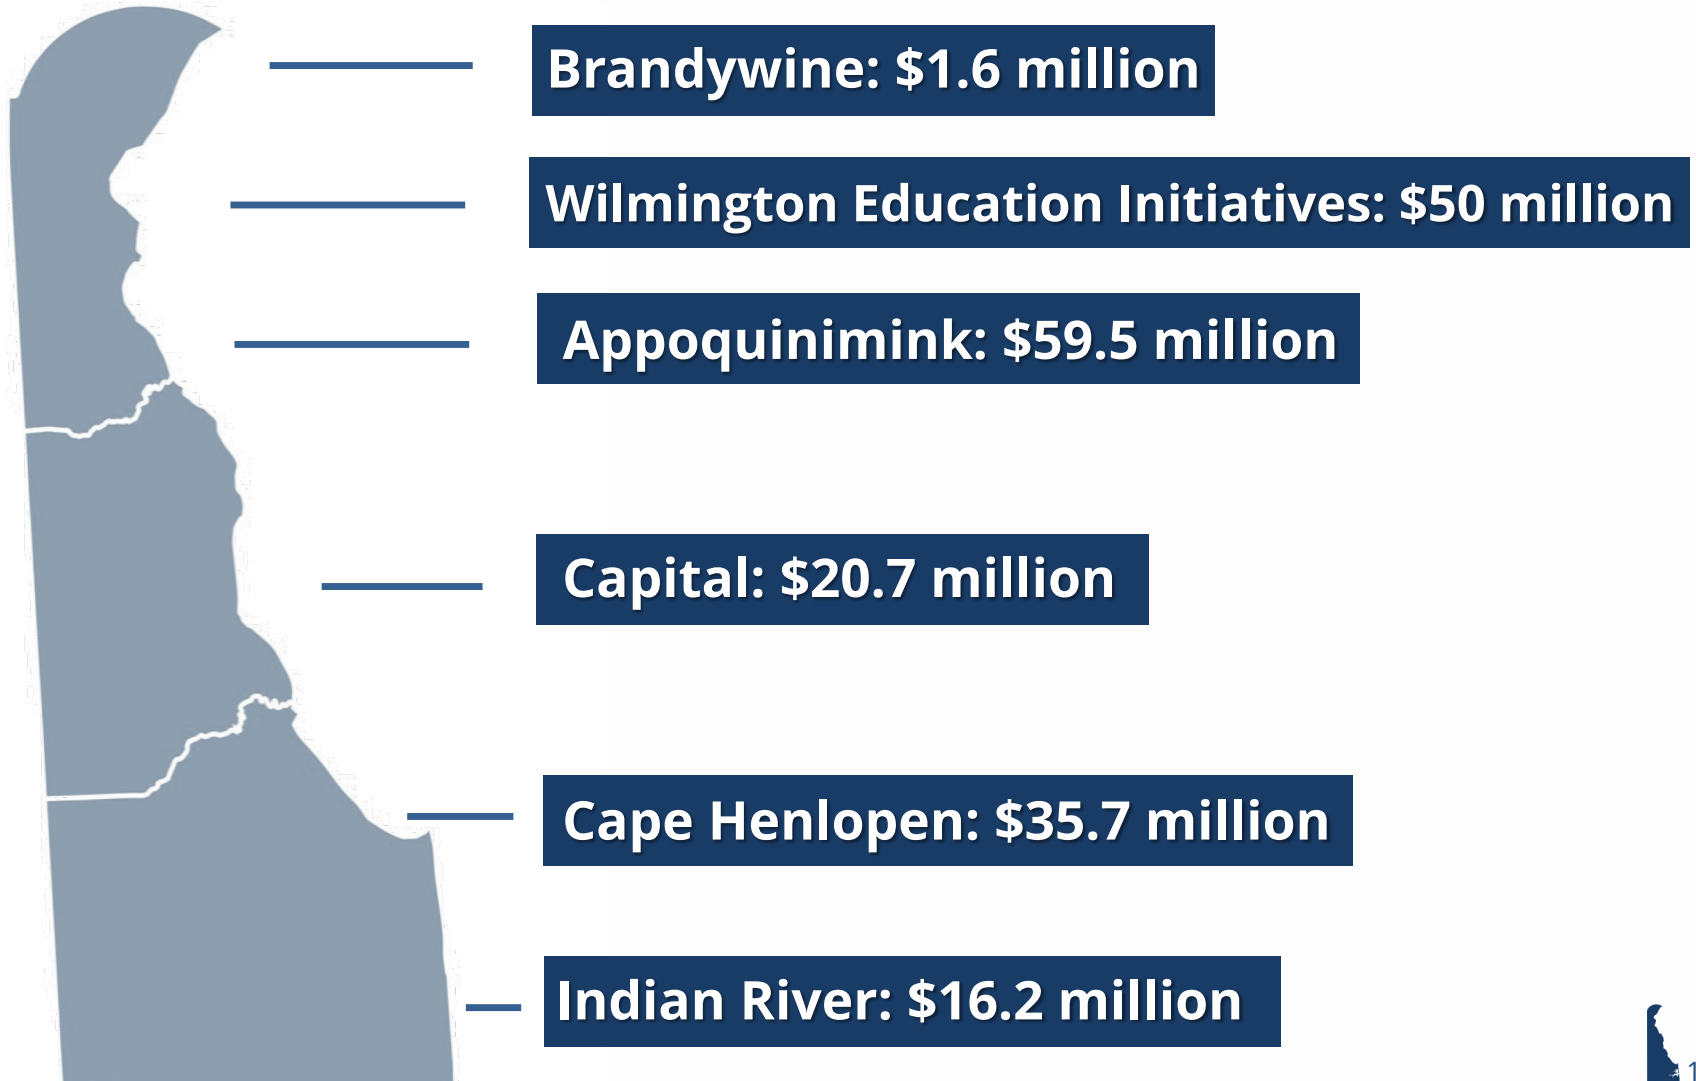 Brandywine: $1.6 million
Wilmington Education Initiatives: $50 million
Appoquinimink: $59.5 million
Capital: $20.7 million
Cape Henlopen: $35.7 million
Indian River: $16.2 million
1